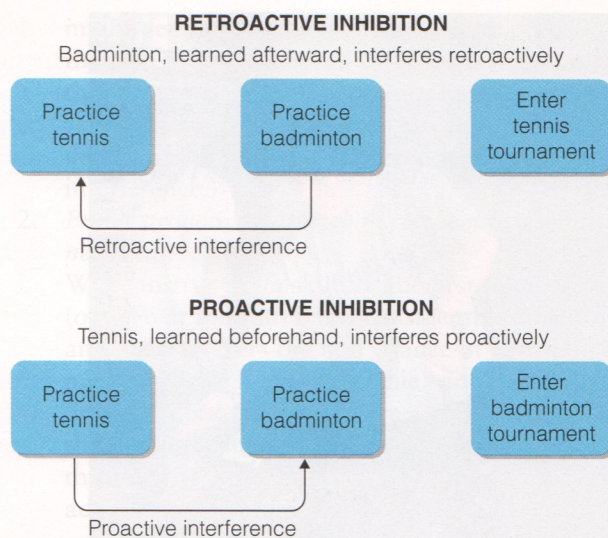 RETROACTIVE INHIBITION
Badminton, learned afterward, interferes retroactively
Practice
tennis
Practice
badminton
Enter
tennis
tournament
Retroactive interference
2.
PROACTIVE INHIBITION
Tennis, learned beforehand, interferes proactively
Practice
tennis
Practice
badminton
Enter
badminton
tournament
Proactive interference